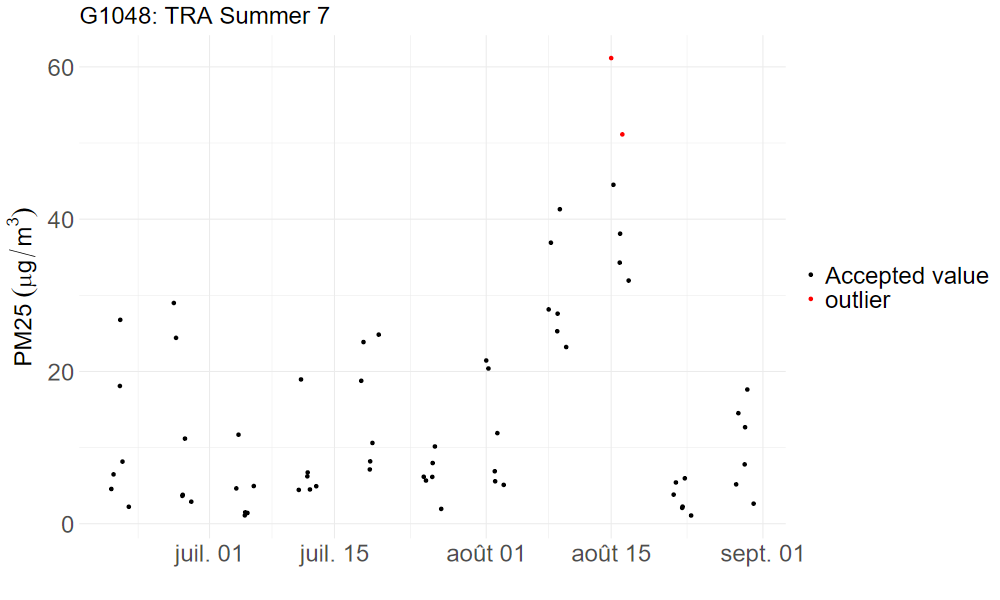 G1048: TRA Summer 7
PM25 (μg/m³)
60
40
20
0
juil. 01
juil. 15
août 01
août 15
sept. 01
Accepted value
outlier